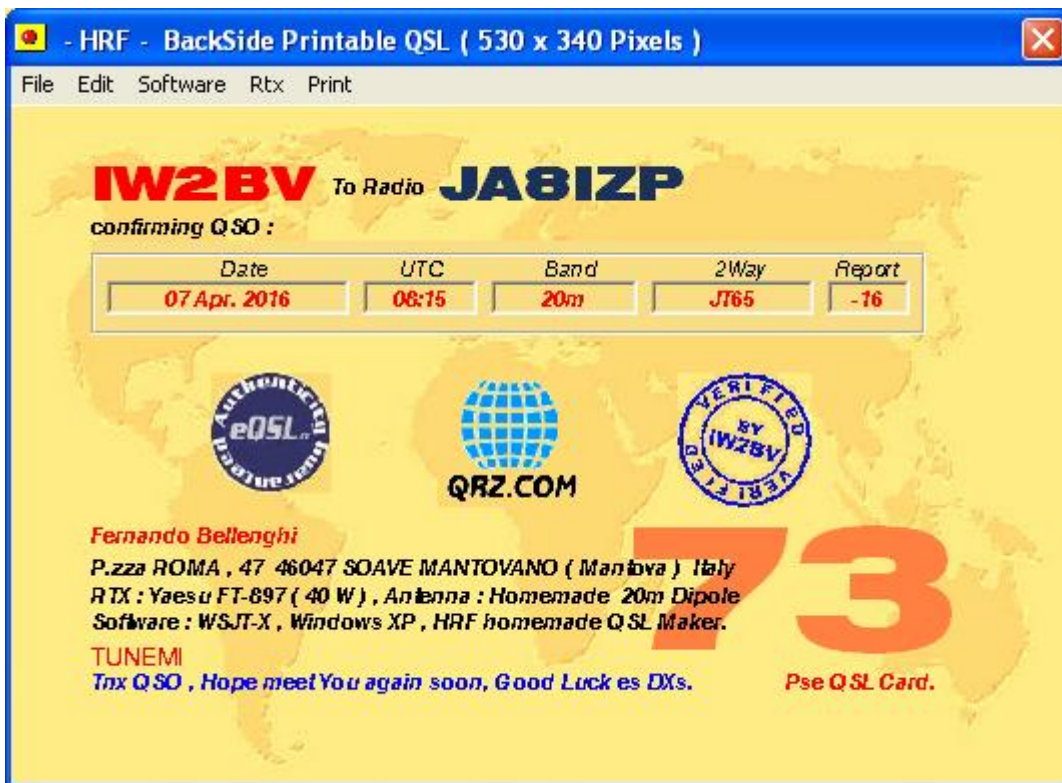 - HRF - BackSide Printable QSL ( 530 x 340 Pixels )
File Edit Software Rtx Print
IW2BV To Radio JA8IZP
confirming QSO :
Date UTC Band 2Way Report
07 Apr. 2016 08:15 20m JT65 -16
Authenticity Guaranteed
eQSL.cc
QRZ.COM
VERIFIED
BY
IW2BV
VERIFIED
73
Fernando Bellenghi
P.zza ROMA , 47 46047 SOAVE MANTOVANO ( Mantova ) Italy
RTX : Yaesu FT-897 ( 40 W ) , Antenna : Homemade 20m Dipole
Software : WSJT-X , Windows XP , HRF homemade QSL Maker.
TUNEMI
Tnx QSO , Hope meet You again soon, Good Luck es DXs. Pse QSL Card.